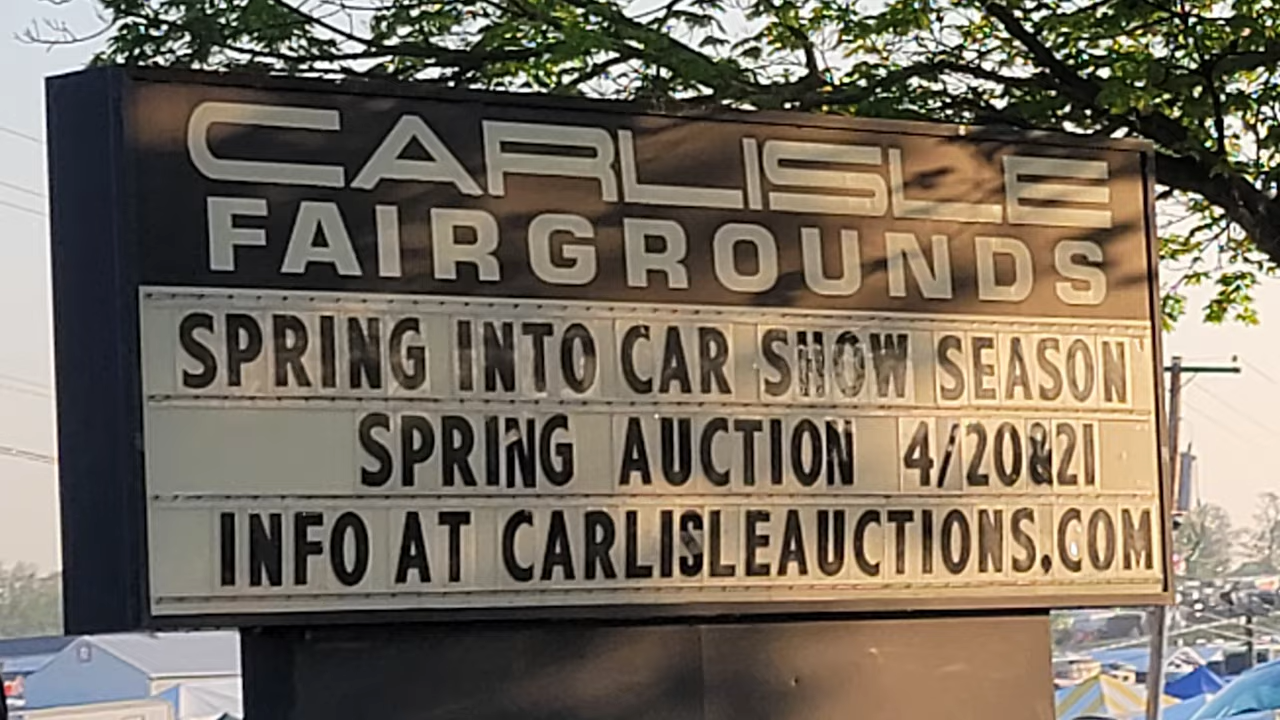 CARLISLE
FAIRGROUNDS
SPRING INTO CAR SHOW SEASON
SPRING AUCTION 4/20&21
INFO AT CARLISLEAUCTIONS.COM